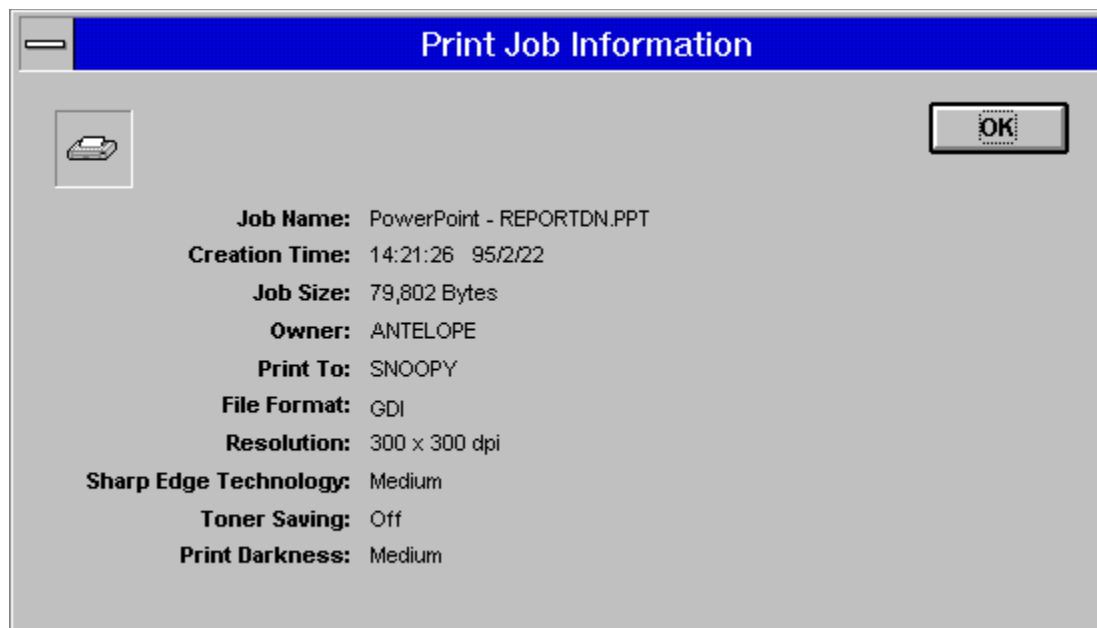 Print Job Information
OK
Job Name: PowerPoint - REPORTDN.PPT
Creation Time: 14:21:26 95/2/22
Job Size: 79,802 Bytes
Owner: ANTELOPE
Print To: SNOOPY
File Format: GDI
Resolution: 300 x 300 dpi
Sharp Edge Technology: Medium
Toner Saving: Off
Print Darkness: Medium